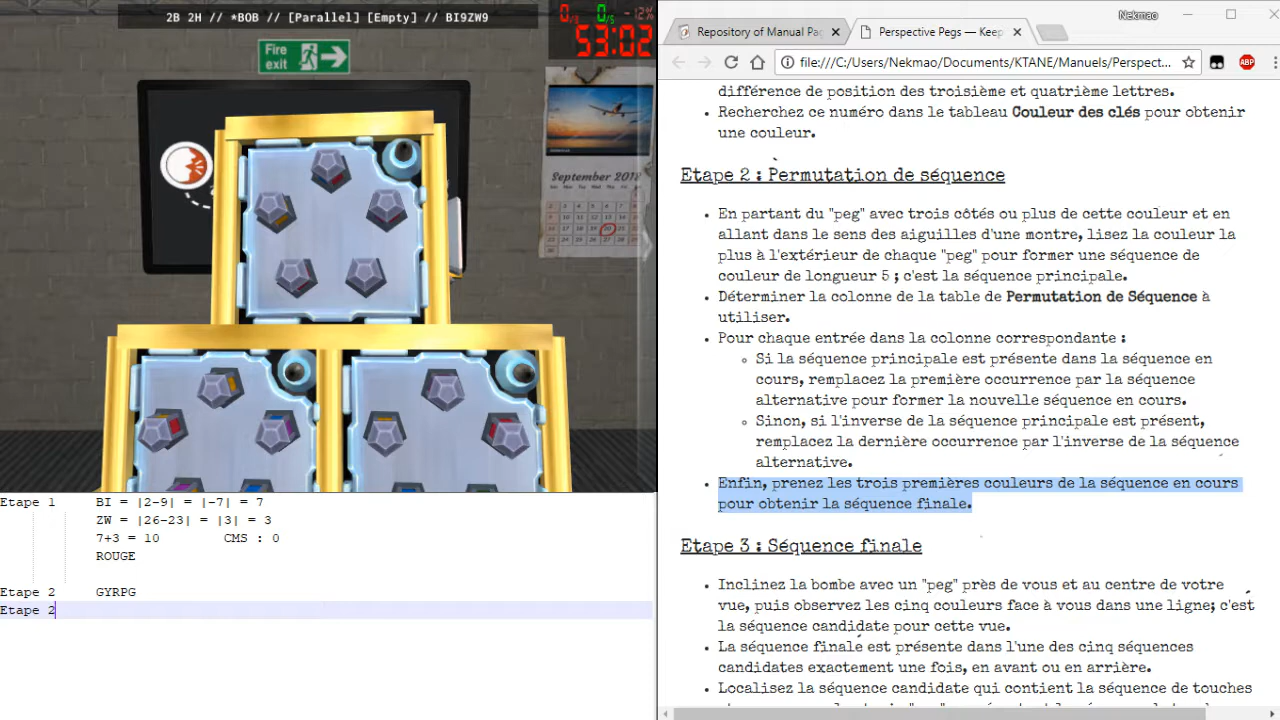 2B 2H // *BOB // [Parallel] [Empty] // BI9ZW9
53:02
Fire
exit
September 2018
Nekmao
Repository of Manual Pag
Perspective Pegs — Keep
file:///C:/Users/Nekmao/Documents/KTANE/Manuels/Perspect...
ABP
différence de position des troisième et quatrième lettres.
Recherchez ce numéro dans le tableau Couleur des clés pour obtenir
une couleur.
Etape 2 : Permutation de séquence
En partant du "peg" avec trois côtés ou plus de cette couleur et en
allant dans le sens des aiguilles d'une montre, lisez la couleur la
plus à l'extérieur de chaque "peg" pour former une séquence de
couleur de longueur 5 ; c'est la séquence principale.
Déterminer la colonne de la table de Permutation de Séquence à
utiliser.
Pour chaque entrée dans la colonne correspondante :
Si la séquence principale est présente dans la séquence en
cours, remplacez la première occurrence par la séquence
alternative pour former la nouvelle séquence en cours.
Sinon, si l'inverse de la séquence principale est présent,
remplacez la dernière occurrence par l'inverse de la séquence
alternative.
Enfin, prenez les trois premières couleurs de la séquence en cours
pour obtenir la séquence finale.
Etape 3 : Séquence finale
Inclinez la bombe avec un "peg" près de vous et au centre de votre
vue, puis observez les cinq couleurs face à vous dans une ligne; c'est
la séquence candidate pour cette vue.
La séquence finale est présente dans l'une des cinq séquences
candidates exactement une fois, en avant ou en arrière.
Localisez la séquence candidate qui contient la séquence de touches
Etape 1 BI = |2-9| = |-7| = 7
ZW = |26-23| = |3| = 3
7+3 = 10 CMS : 0
ROUGE
Etape 2 GYRPG
Etape 2